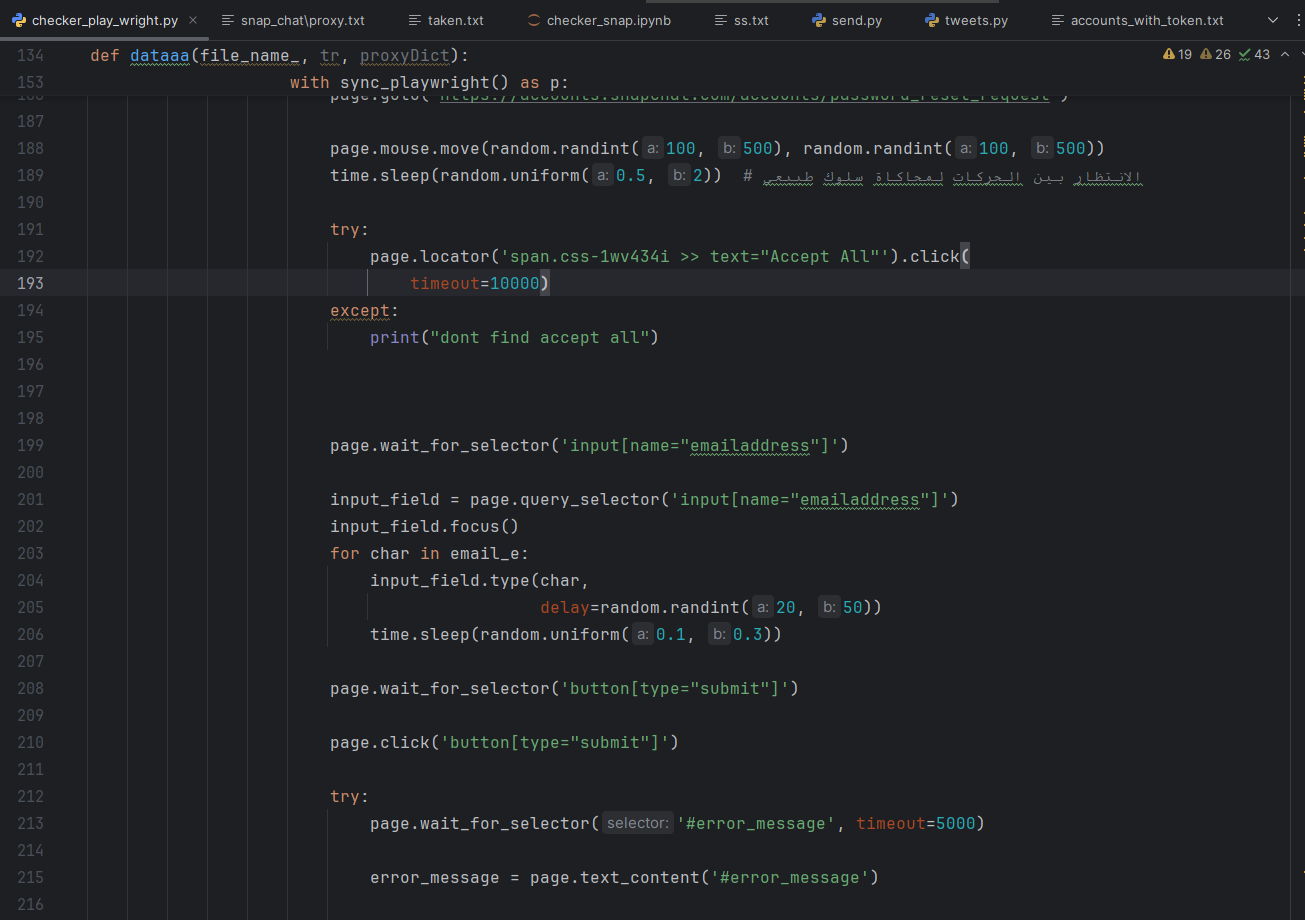 checker_play_wright.py snap_chat\proxy.txt taken.txt checker_snap.ipynb ss.txt send.py tweets.py accounts_with_token.txt
134 def dataaa(file_name_, tr, proxyDict): 19 26 43
153 with sync_playwright() as p:
186 page.goto('https://accounts.snapchat.com/accounts/password_reset_request')
187
188 page.mouse.move(random.randint(a: 100, b: 500), random.randint(a: 100, b: 500))
189 time.sleep(random.uniform(a: 0.5, b: 2)) # الانتظار بين الحركات لمحاكاة سلوك طبيعي
190
191 try:
192 page.locator('span.css-1wv434i >> text="Accept All"').click(
193 timeout=10000)
194 except:
195 print("dont find accept all")
196
197
198
199 page.wait_for_selector('input[name="emailaddress"]')
200
201 input_field = page.query_selector('input[name="emailaddress"]')
202 input_field.focus()
203 for char in email_e:
204 input_field.type(char,
205 delay=random.randint(a: 20, b: 50))
206 time.sleep(random.uniform(a: 0.1, b: 0.3))
207
208 page.wait_for_selector('button[type="submit"]')
209
210 page.click('button[type="submit"]')
211
212 try:
213 page.wait_for_selector(selector: '#error_message', timeout=5000)
214
215 error_message = page.text_content('#error_message')
216